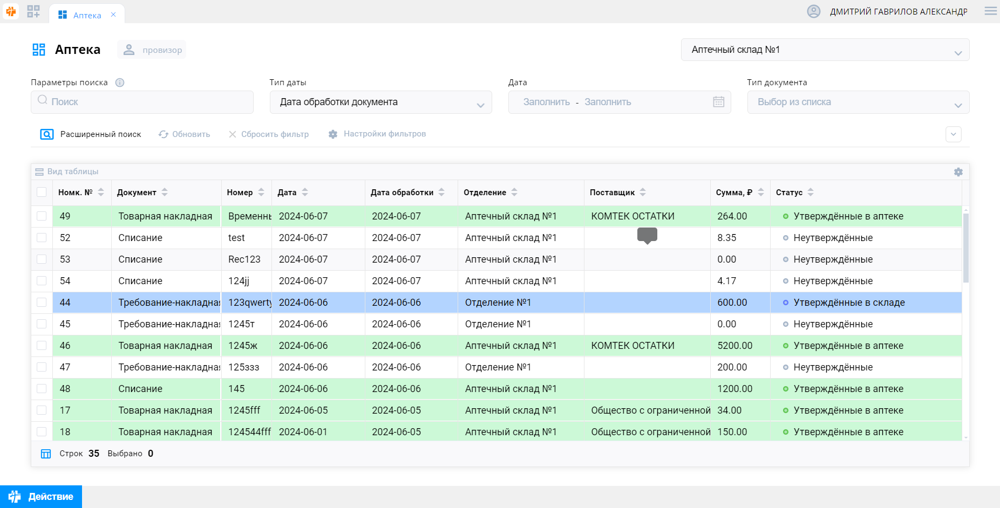 Аптека
ДМИТРИЙ ГАВРИЛОВ АЛЕКСАНДР
Аптека
провизор
Аптечный склад №1
Параметры поиска
Тип даты
Дата
Тип документа
Поиск
Дата обработки документа
Заполнить - Заполнить
Выбор из списка
Расширенный поиск
Обновить
Сбросить фильтр
Настройки фильтров
Вид таблицы
Номк. № Документ Номер Дата Дата обработки Отделение Поставщик Сумма, ₽ Статус
49 Товарная накладная Временнь 2024-06-07 2024-06-07 Аптечный склад №1 КОМТЕК ОСТАТКИ 264.00 Утверждённые в аптеке
52 Списание test 2024-06-07 2024-06-07 Аптечный склад №1 8.35 Неутверждённые
53 Списание Rec123 2024-06-07 2024-06-07 Аптечный склад №1 0.00 Неутверждённые
54 Списание 124jj 2024-06-07 2024-06-07 Аптечный склад №1 4.17 Неутверждённые
44 Требование-накладная 123qwerty 2024-06-06 2024-06-06 Отделение №1 600.00 Утверждённые в складе
45 Требование-накладная 1245т 2024-06-06 2024-06-06 Отделение №1 0.00 Неутверждённые
46 Товарная накладная 1245ж 2024-06-06 2024-06-06 Аптечный склад №1 КОМТЕК ОСТАТКИ 5200.00 Утверждённые в аптеке
47 Требование-накладная 125ззз 2024-06-06 2024-06-06 Отделение №1 200.00 Неутверждённые
48 Списание 145 2024-06-06 2024-06-06 Аптечный склад №1 1200.00 Утверждённые в аптеке
17 Товарная накладная 1245fff 2024-06-05 2024-06-05 Аптечный склад №1 Общество с ограниченной 34.00 Утверждённые в аптеке
18 Товарная накладная 124544fff 2024-06-01 2024-06-05 Аптечный склад №1 Общество с ограниченной 150.00 Утверждённые в аптеке
Строк 35 Выбрано 0
Действие